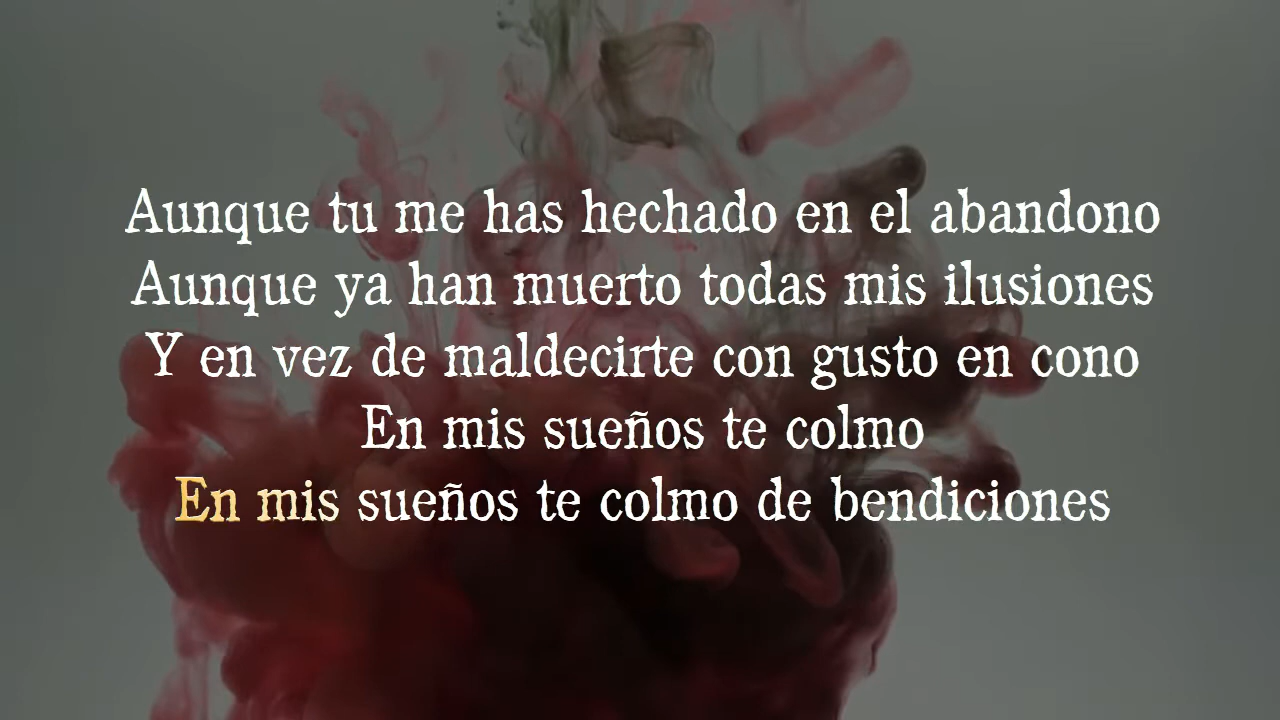 Aunque tu me has hechado en el abandono
Aunque ya han muerto todas mis ilusiones
Y en vez de maldecirte con gusto en cono
En mis sueños te colmo
En mis sueños te colmo de bendiciones